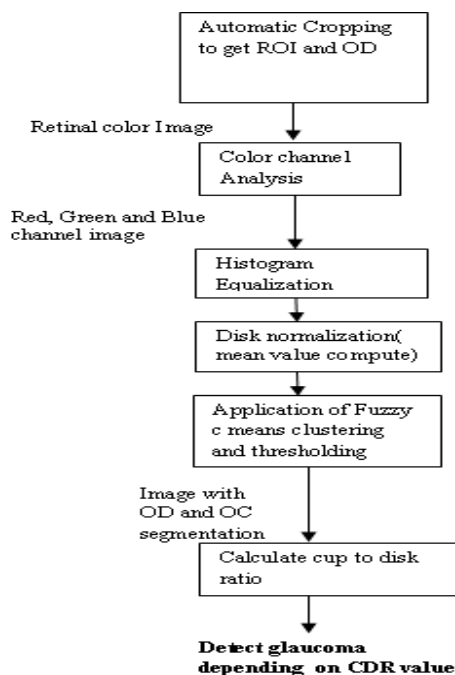 Automatic Cropping
to get ROI and OD
Retinal color Image
Color channel
Analysis
Red, Green and Blue
channel image
Histogram
Equalization
Disk normalization(
mean value compute)
Application of Fuzzy
c means clustering
and thresholding
Image with
OD and OC
segmentation
Calculate cup to disk
ratio
Detect glaucoma
depending on CDR value